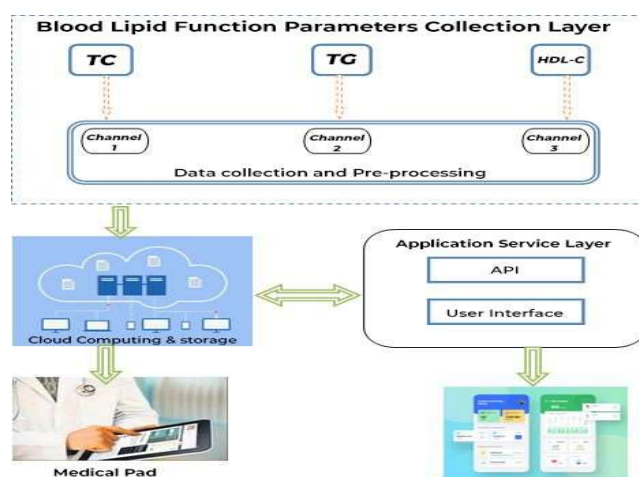 Blood Lipid Function Parameters Collection Layer
TC
TG
HDL-C
Channel
1
Channel
2
Channel
3
Data collection and Pre-processing
Application Service Layer
API
User Interface
Cloud Computing & storage
Medical Pad